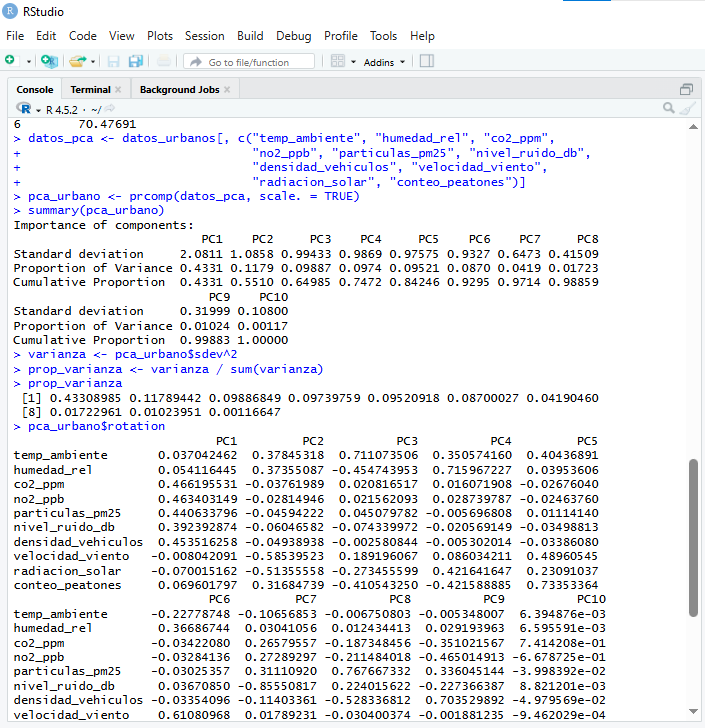 RStudio
File Edit Code View Plots Session Build Debug Profile Tools Help
Go to file/function Addins
Console Terminal Background Jobs
R 4.5.2 · ~/
6        70.47691
> datos_pca <- datos_urbanos[, c("temp_ambiente", "humedad_rel", "co2_ppm",
+                                "no2_ppb", "particulas_pm25", "nivel_ruido_db",
+                                "densidad_vehiculos", "velocidad_viento",
+                                "radiacion_solar", "conteo_peatones")]
> pca_urbano <- prcomp(datos_pca, scale. = TRUE)
> summary(pca_urbano)
Importance of components:
                          PC1    PC2     PC3    PC4     PC5    PC6    PC7     PC8
Standard deviation     2.0811 1.0858 0.99433 0.9869 0.97575 0.9327 0.6473 0.41509
Proportion of Variance 0.4331 0.1179 0.09887 0.0974 0.09521 0.0870 0.0419 0.01723
Cumulative Proportion  0.4331 0.5510 0.64985 0.7472 0.84246 0.9295 0.9714 0.98859
                           PC9    PC10
Standard deviation     0.31999 0.10800
Proportion of Variance 0.01024 0.00117
Cumulative Proportion  0.99883 1.00000
> varianza <- pca_urbano$sdev^2
> prop_varianza <- varianza / sum(varianza)
> prop_varianza
 [1] 0.43308985 0.11789442 0.09886849 0.09739759 0.09520918 0.08700027 0.04190460
 [8] 0.01722961 0.01023951 0.00116647
> pca_urbano$rotation
                            PC1         PC2          PC3          PC4         PC5
temp_ambiente       0.037042462  0.37845318  0.711073506  0.350574160  0.40436891
humedad_rel         0.054116445  0.37355087 -0.454743953  0.715967227  0.03953606
co2_ppm             0.466195531 -0.03761989  0.020816517  0.016071908 -0.02676040
no2_ppb             0.463403149 -0.02814946  0.021562093  0.028739787 -0.02463760
particulas_pm25     0.440633796 -0.04594222  0.045079782 -0.005696808  0.01114140
nivel_ruido_db      0.392392874 -0.06046582 -0.074339972 -0.020569149 -0.03498813
densidad_vehiculos  0.453516258 -0.04938938 -0.002580844 -0.005302014 -0.03386080
velocidad_viento   -0.008042091 -0.58539523  0.189196067  0.086034211  0.48960545
radiacion_solar    -0.070015162 -0.51355558 -0.273455599  0.421641647  0.23091037
conteo_peatones     0.069601797  0.31684739 -0.410543250 -0.421588885  0.73353364
                           PC6         PC7          PC8          PC9          PC10
temp_ambiente      -0.22778748 -0.10656853 -0.006750803 -0.005348007  6.394876e-03
humedad_rel         0.36686744  0.03041056  0.012434413  0.029193963  6.595591e-03
co2_ppm            -0.03422080  0.26579557 -0.187348456 -0.351021567  7.414208e-01
no2_ppb            -0.03284136  0.27289297 -0.211484018 -0.465014913 -6.678725e-01
particulas_pm25    -0.03025357  0.31110920  0.767667332  0.336045144 -3.998392e-02
nivel_ruido_db      0.03670850 -0.85550817  0.224015622 -0.227366387  8.821201e-03
densidad_vehiculos -0.03354096 -0.11403361 -0.528336812  0.703529892 -4.979569e-02
velocidad_viento    0.61080968  0.01789231 -0.030400374 -0.001881235 -9.462029e-04